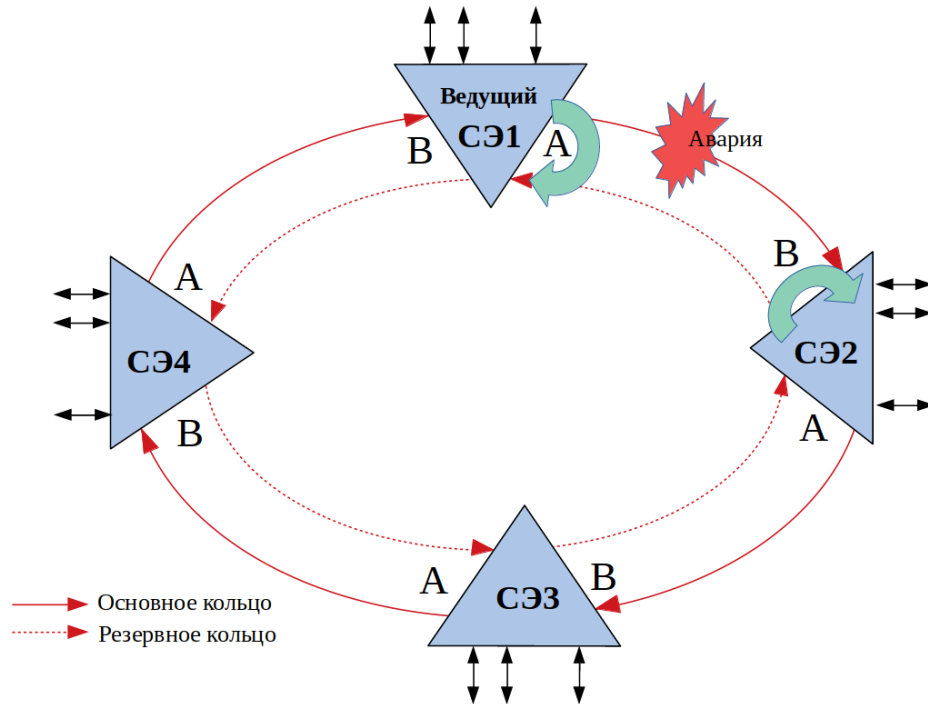 Ведущий
СЭ1
B
A
Авария
B
A
СЭ4
СЭ2
B
A
A
B
СЭ3
Основное кольцо
Резервное кольцо